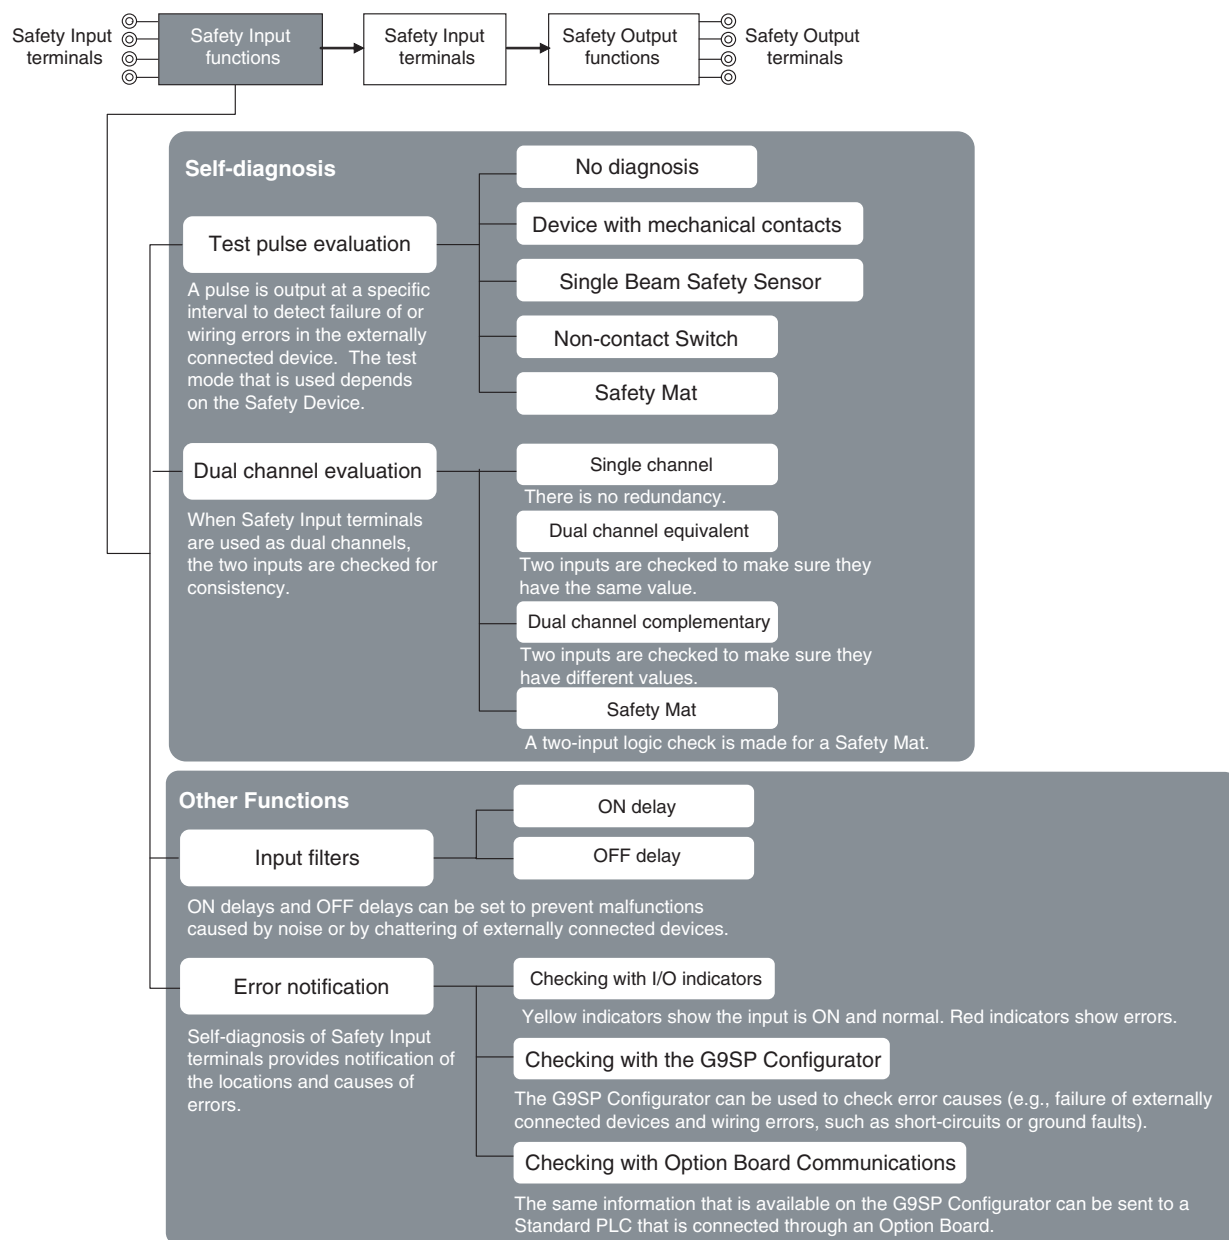 Safety Input
terminals
Safety Input
functions
Safety Input
terminals
Safety Output
functions
Safety Output
terminals
Self-diagnosis
Test pulse evaluation
A pulse is output at a specific
interval to detect failure of or
wiring errors in the externally
connected device.  The test
mode that is used depends
on the Safety Device.
No diagnosis
Device with mechanical contacts
Single Beam Safety Sensor
Non-contact Switch
Safety Mat
Dual channel evaluation
When Safety Input terminals
are used as dual channels,
the two inputs are checked for
consistency.
Single channel
There is no redundancy.
Dual channel equivalent
Two inputs are checked to make sure they
have the same value.
Dual channel complementary
Two inputs are checked to make sure they
have different values.
Safety Mat
A two-input logic check is made for a Safety Mat.
Other Functions
Input filters
ON delay
OFF delay
ON delays and OFF delays can be set to prevent malfunctions
caused by noise or by chattering of externally connected devices.
Error notification
Self-diagnosis of Safety Input
terminals provides notification of
the locations and causes of
errors.
Checking with I/O indicators
Yellow indicators show the input is ON and normal. Red indicators show errors.
Checking with the G9SP Configurator
The G9SP Configurator can be used to check error causes (e.g., failure of externally
connected devices and wiring errors, such as short-circuits or ground faults).
Checking with Option Board Communications
The same information that is available on the G9SP Configurator can be sent to a
Standard PLC that is connected through an Option Board.